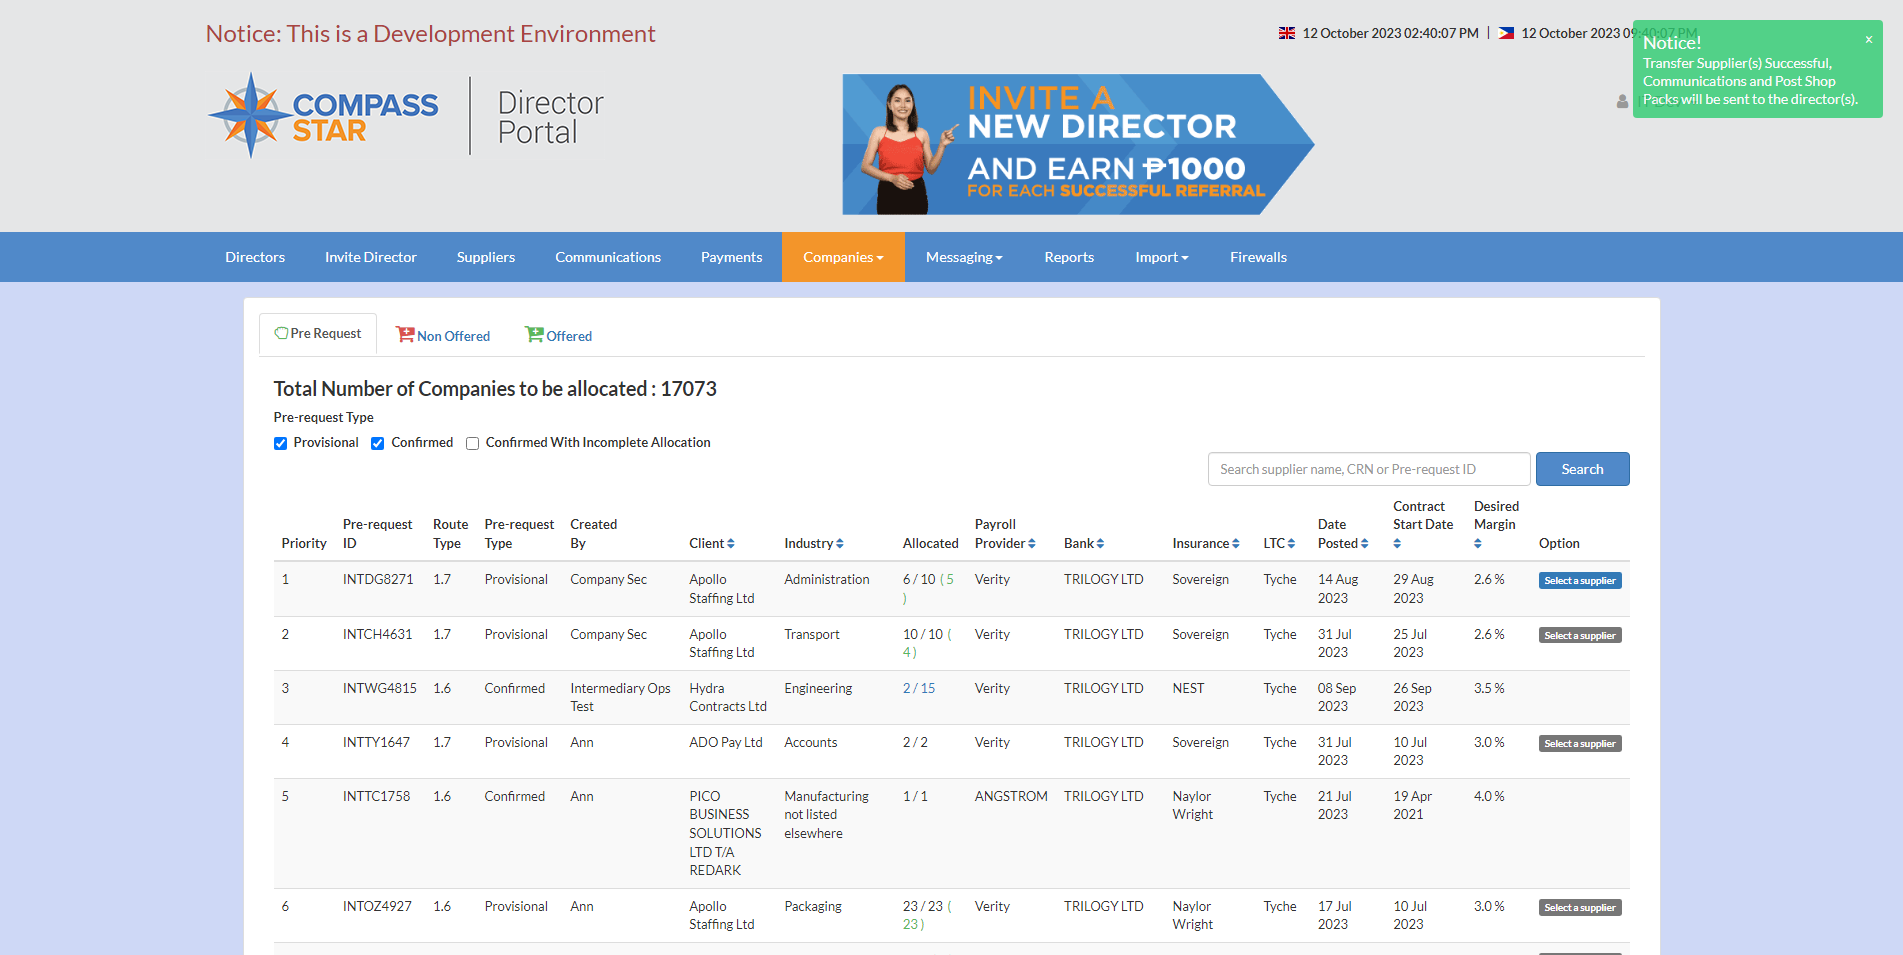 Notice: This is a Development Environment
12 October 2023 02:40:07 PM | 12 October 2023 09:40:07 PM
Notice!
×
Transfer Supplier(s) Successful,
Communications and Post Shop
Packs will be sent to the director(s).
COMPASS
STAR
Director
Portal
INVITE A
NEW DIRECTOR
AND EARN ₱1000
FOR EACH SUCCESSFUL REFERRAL
Directors Invite Director Suppliers Communications Payments Companies Messaging Reports Import Firewalls
Pre Request Non Offered Offered
Total Number of Companies to be allocated : 17073
Pre-request Type
Provisional Confirmed Confirmed With Incomplete Allocation
Search supplier name, CRN or Pre-request ID Search
Priority Pre-request ID Route Type Pre-request Type Created By Client Industry Allocated Payroll Provider Bank Insurance LTC Date Posted Contract Start Date Desired Margin Option
1 INTDG8271 1.7 Provisional Company Sec Apollo Staffing Ltd Administration 6 / 10 ( 5 ) Verity TRILOGY LTD Sovereign Tyche 14 Aug 2023 29 Aug 2023 2.6 % Select a supplier
2 INTCH4631 1.7 Provisional Company Sec Apollo Staffing Ltd Transport 10 / 10 ( 4 ) Verity TRILOGY LTD Sovereign Tyche 31 Jul 2023 25 Jul 2023 2.6 % Select a supplier
3 INTWG4815 1.6 Confirmed Intermediary Ops Test Hydra Contracts Ltd Engineering 2 / 15 Verity TRILOGY LTD NEST Tyche 08 Sep 2023 26 Sep 2023 3.5 %
4 INTTY1647 1.7 Provisional Ann ADO Pay Ltd Accounts 2 / 2 Verity TRILOGY LTD Sovereign Tyche 31 Jul 2023 10 Jul 2023 3.0 % Select a supplier
5 INTTC1758 1.6 Confirmed Ann PICO BUSINESS SOLUTIONS LTD T/A REDARK Manufacturing not listed elsewhere 1 / 1 ANGSTROM TRILOGY LTD Naylor Wright Tyche 21 Jul 2023 19 Apr 2021 4.0 %
6 INTOZ4927 1.6 Provisional Ann Apollo Staffing Ltd Packaging 23 / 23 ( 23 ) Verity TRILOGY LTD Naylor Wright Tyche 17 Jul 2023 10 Jul 2023 3.0 % Select a supplier